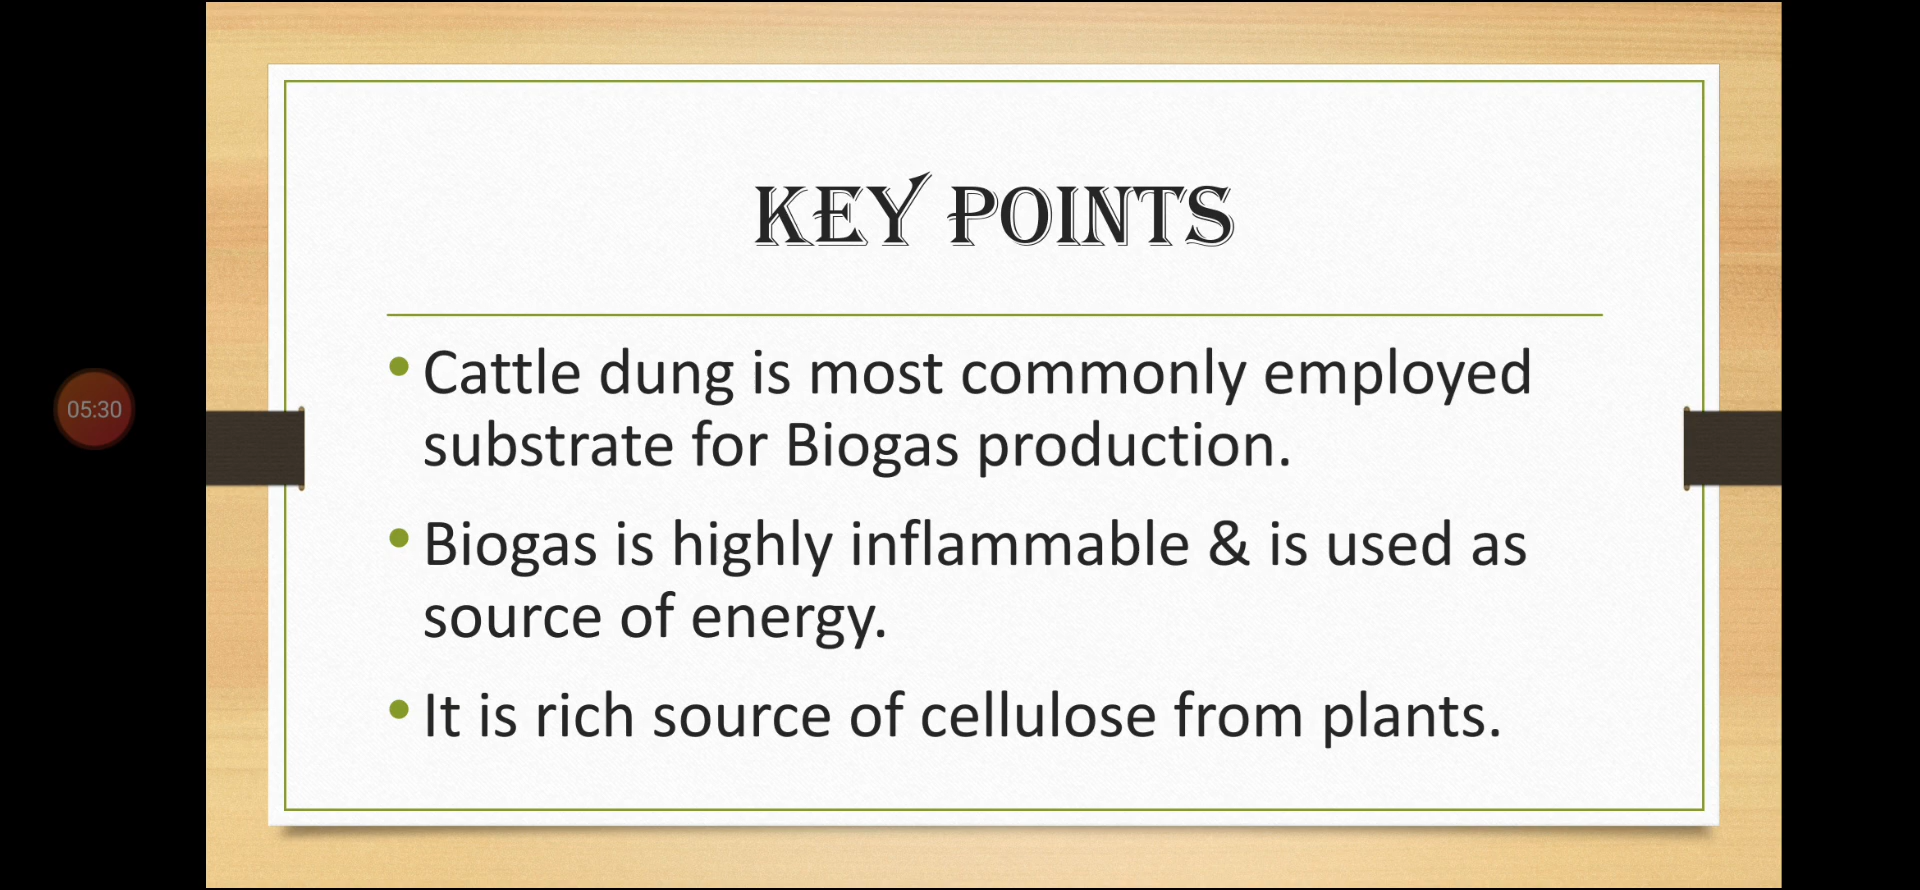 KEY POINTS
05:30
• Cattle dung is most commonly employed
substrate for Biogas production.
• Biogas is highly inflammable & is used as
source of energy.
• It is rich source of cellulose from plants.